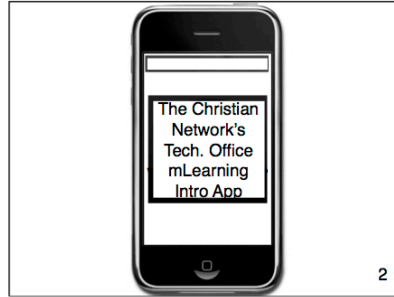 The Christian
Network's
Tech. Office
mLearning
Intro App
2